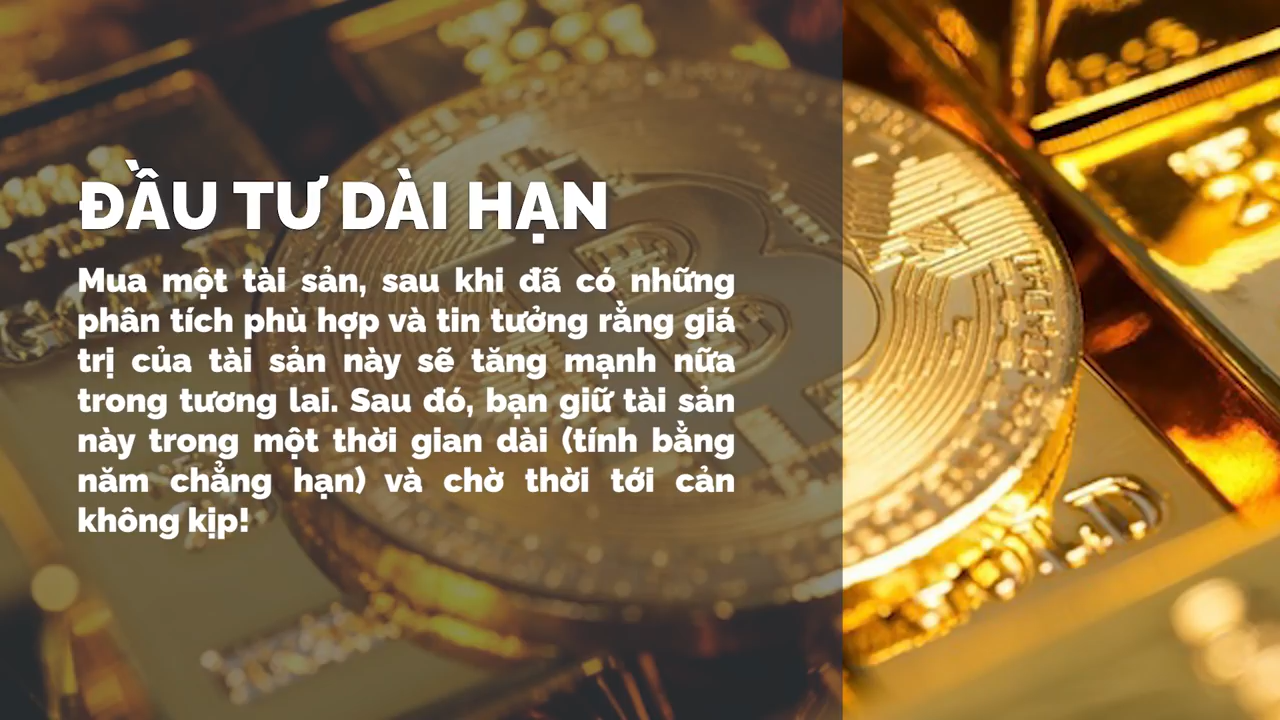 ĐẦU TƯ DÀI HẠN
Mua một tài sản, sau khi đã có những
phân tích phù hợp và tin tưởng rằng giá
trị của tài sản này sẽ tăng mạnh nữa
trong tương lai. Sau đó, bạn giữ tài sản
này trong một thời gian dài (tính bằng
năm chẳng hạn) và chờ thời tới cản
không kịp!